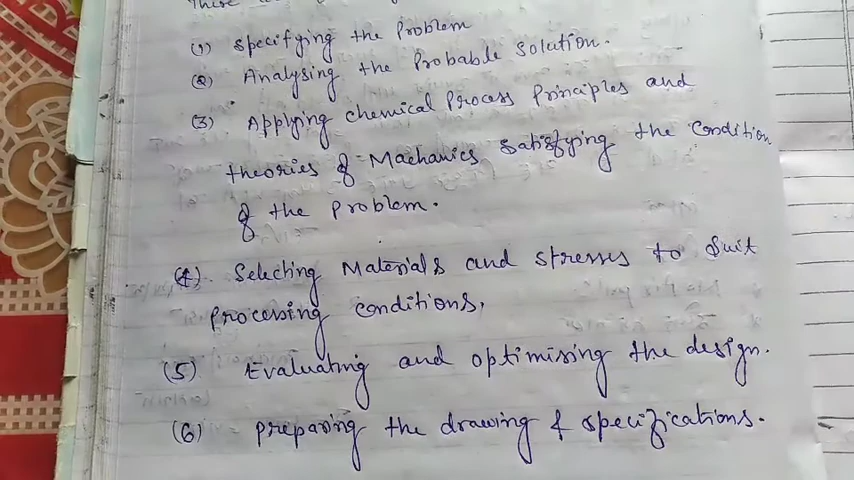 (1) Specifying the Problem
(2) Analysing the Probable Solution.
(3) Applying chemical Process Principles and
theories of Machanics Satisfying the Condition
of the Problem.
(4). Selecting Materials and stresses to Suit
Processing conditions,
(5) Evaluating and optimising the design.
(6) preparing the drawing & specifications.